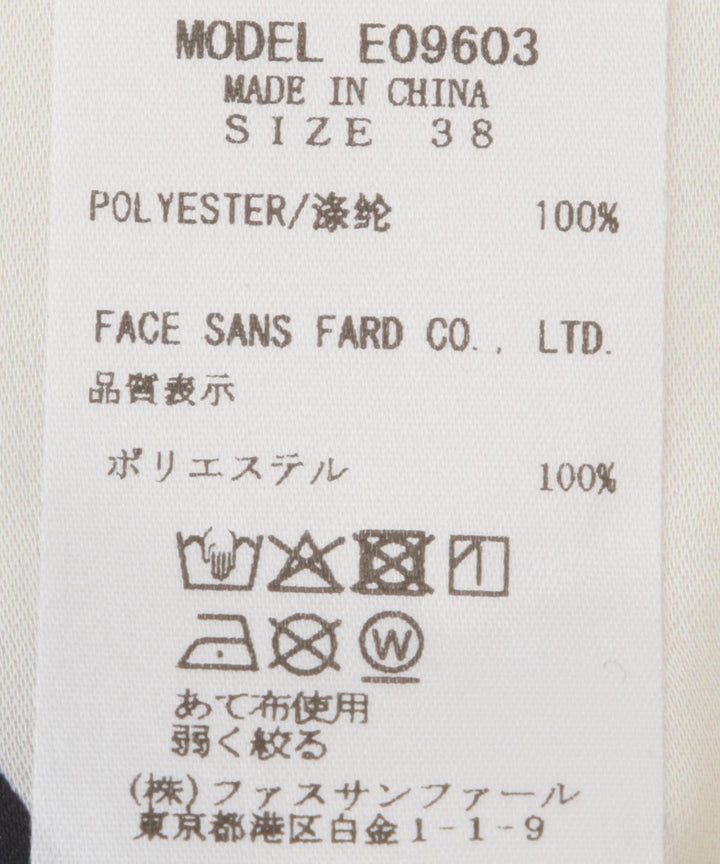 MODEL E09603
MADE IN CHINA
SIZE 38
POLYESTER/涤纶 100%
FACE SANS FARD CO., LTD.
品質表示
ポリエステル 100%
W
あて布使用
弱く絞る
(株)ファスサンファール
東京都港区白金1-1-9